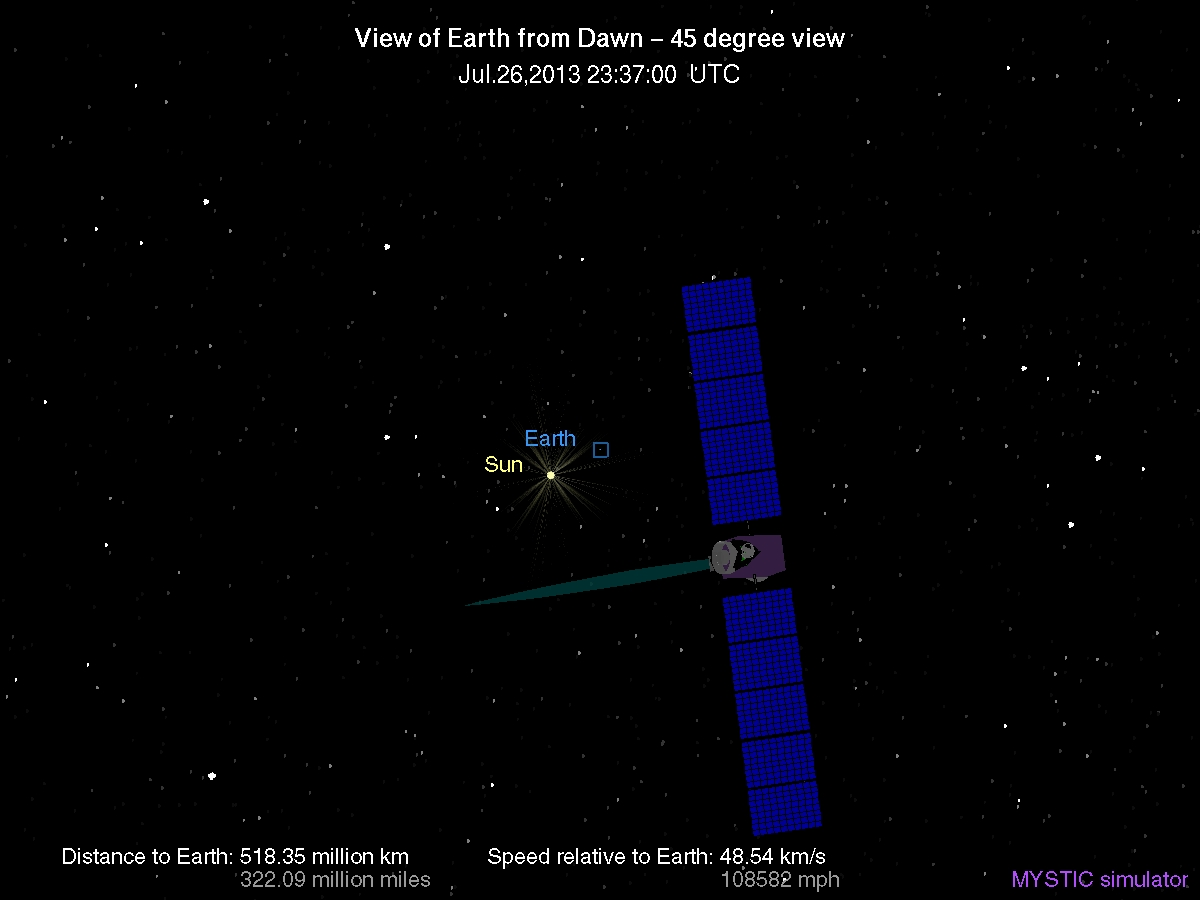 View of Earth from Dawn – 45 degree view
Jul.26,2013 23:37:00 UTC
Earth
Sun
Distance to Earth: 518.35 million km
322.09 million miles
Speed relative to Earth: 48.54 km/s
108582 mph
MYSTIC simulator